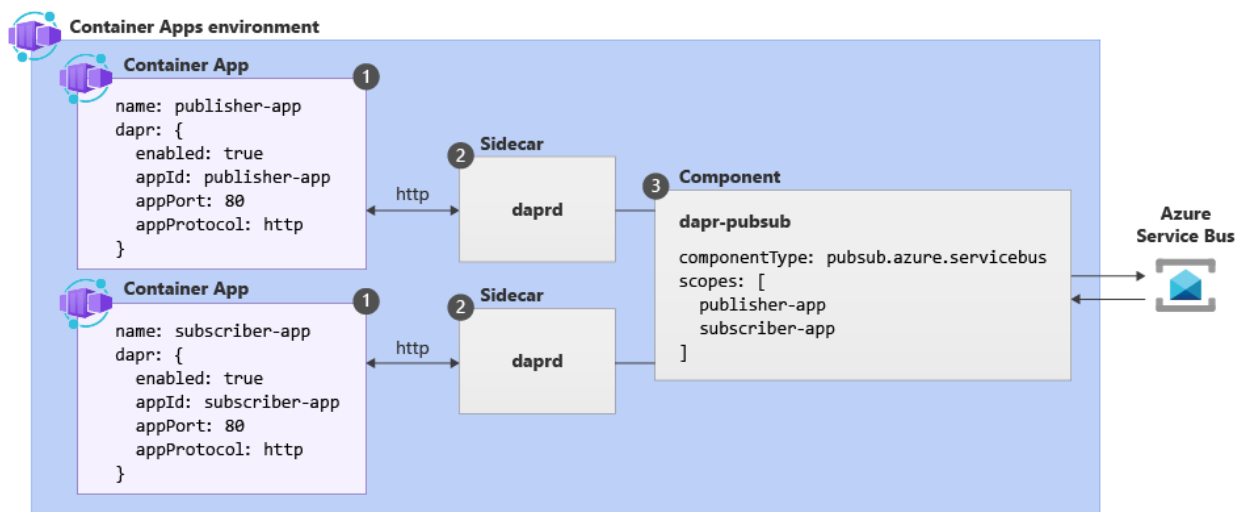 Container Apps environment
Container App
1
name: publisher-app
dapr: {
  enabled: true
  appId: publisher-app
  appPort: 80
  appProtocol: http
}
http
2
Sidecar
daprd
Container App
1
name: subscriber-app
dapr: {
  enabled: true
  appId: subscriber-app
  appPort: 80
  appProtocol: http
}
http
2
Sidecar
daprd
3
Component
dapr-pubsub
componentType: pubsub.azure.servicebus
scopes: [
  publisher-app
  subscriber-app
]
Azure
Service Bus